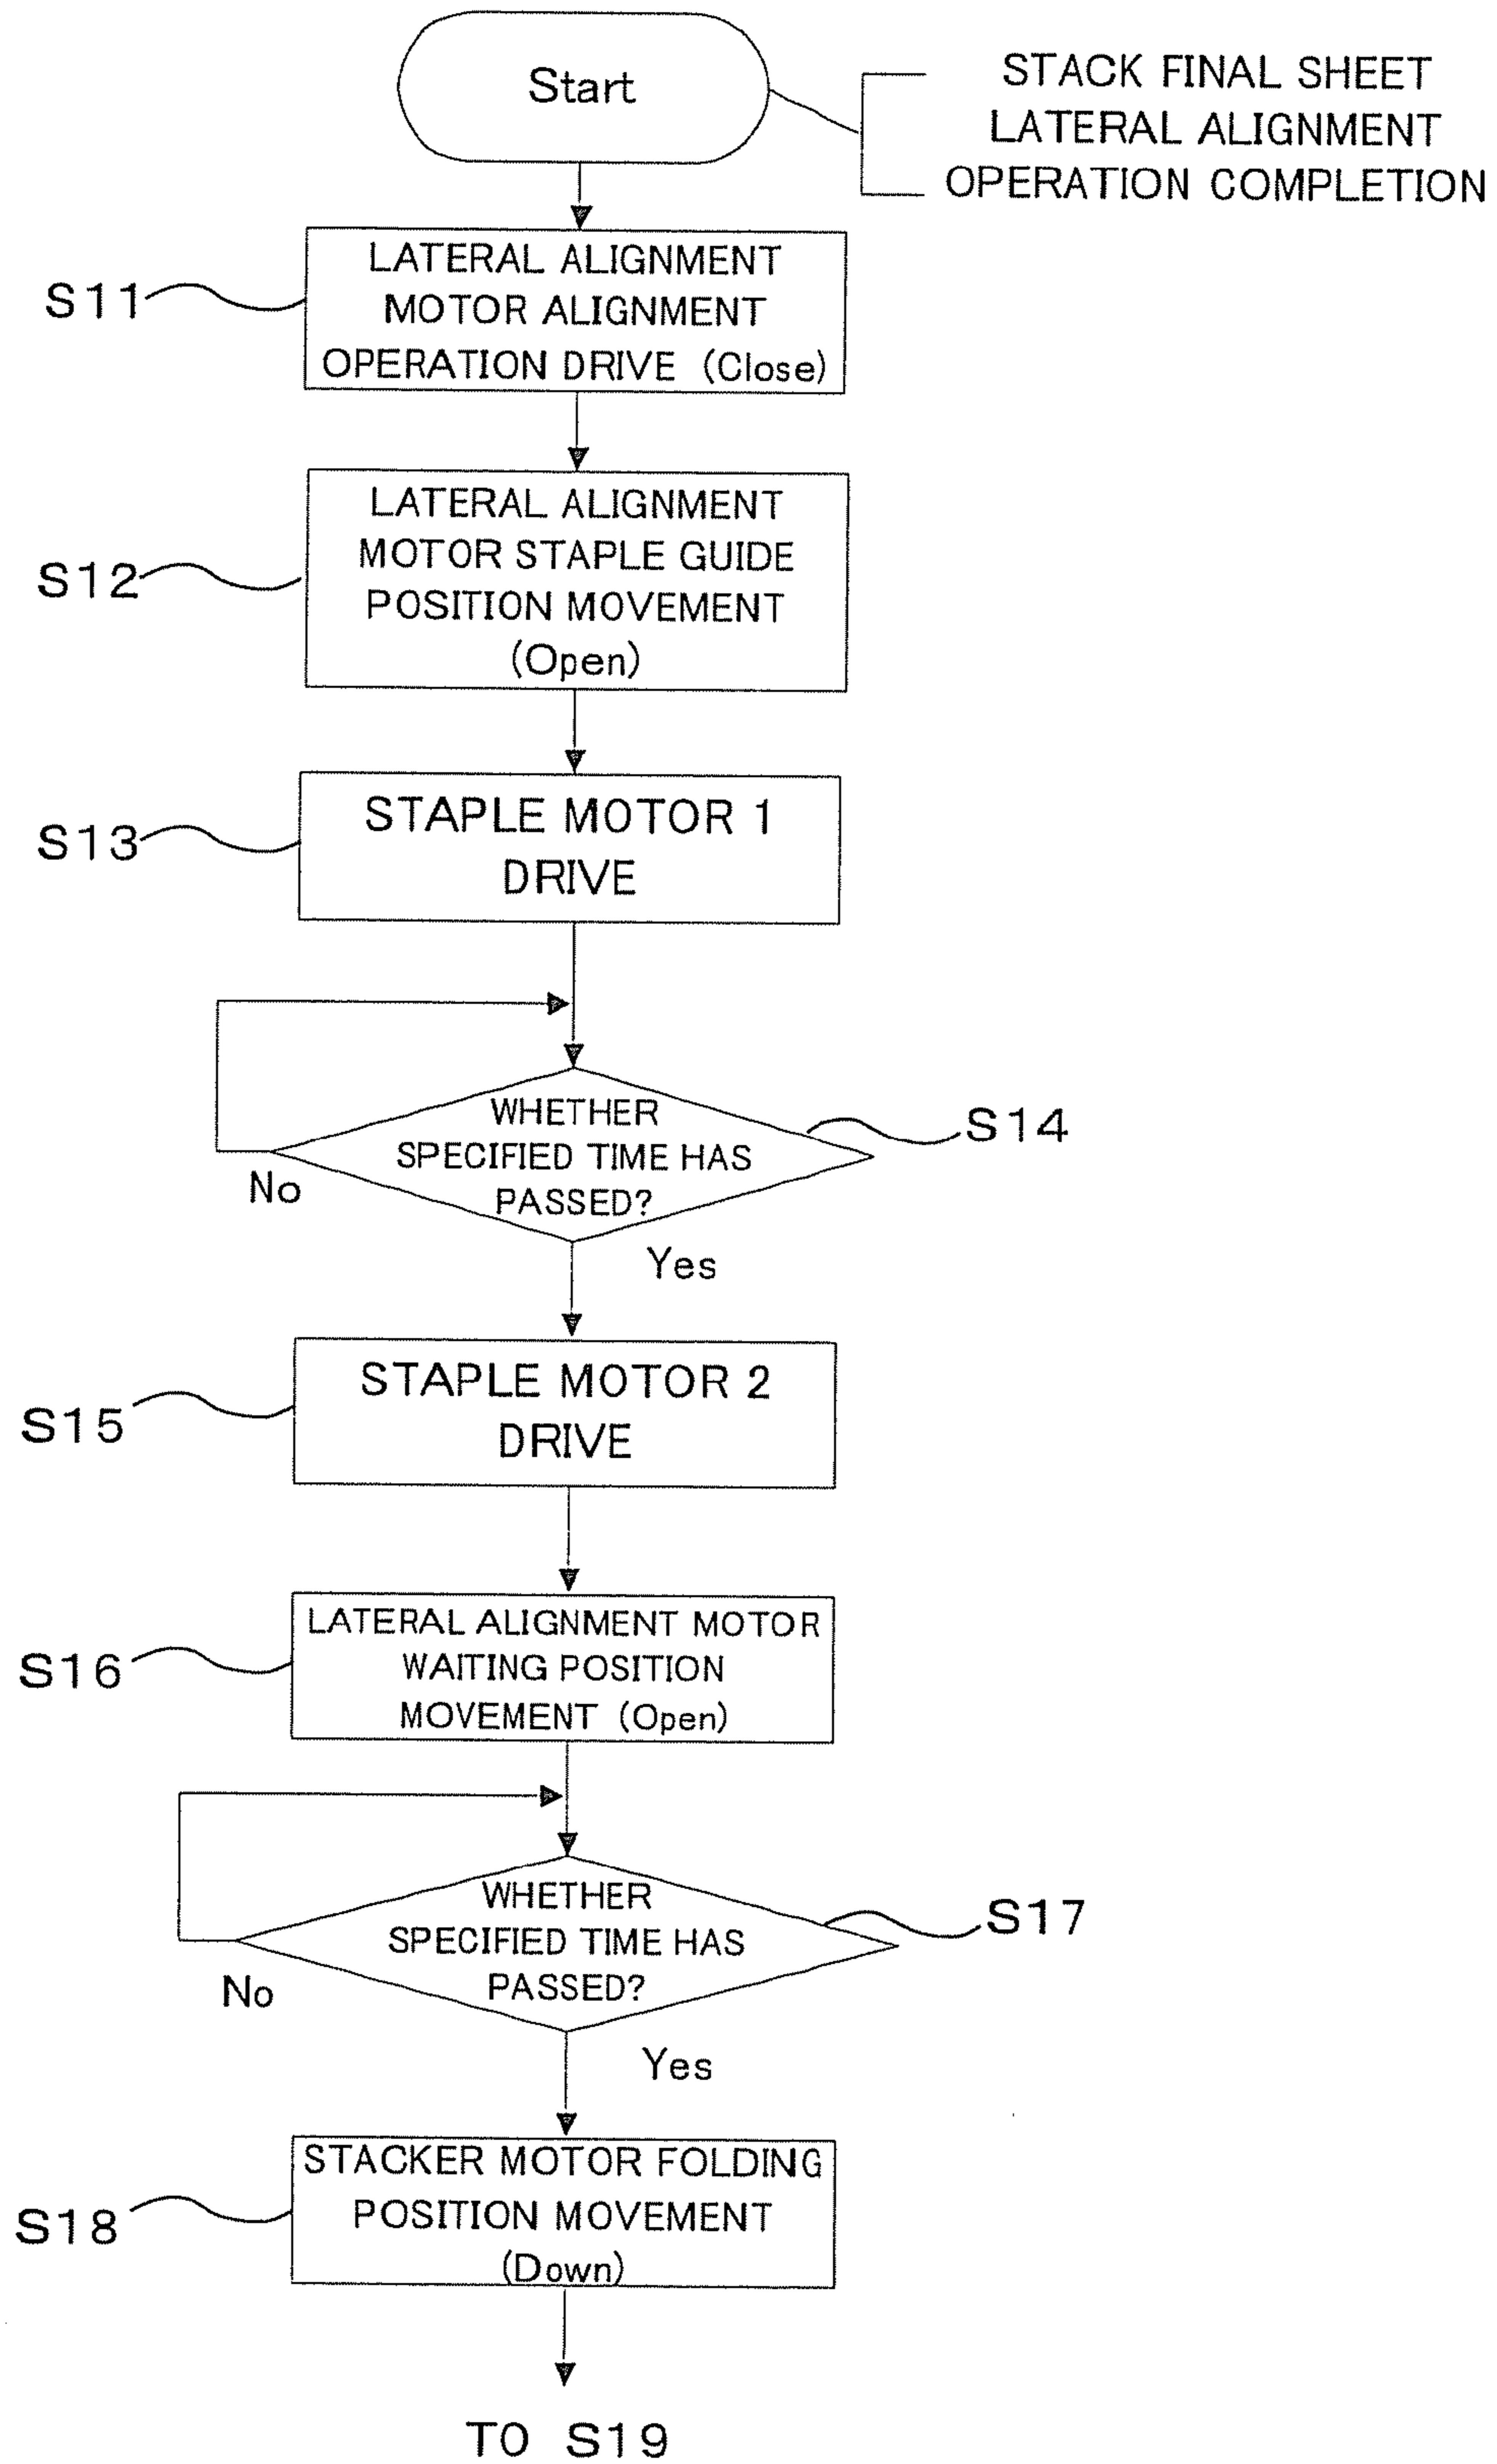 Start
STACK FINAL SHEET
LATERAL ALIGNMENT
OPERATION COMPLETION
S11
LATERAL ALIGNMENT
MOTOR ALIGNMENT
OPERATION DRIVE (Close)
S12
LATERAL ALIGNMENT
MOTOR STAPLE GUIDE
POSITION MOVEMENT
(Open)
S13
STAPLE MOTOR 1
DRIVE
S14
WHETHER
SPECIFIED TIME HAS
PASSED?
No
Yes
S15
STAPLE MOTOR 2
DRIVE
S16
LATERAL ALIGNMENT MOTOR
WAITING POSITION
MOVEMENT (Open)
S17
WHETHER
SPECIFIED TIME HAS
PASSED?
No
Yes
S18
STACKER MOTOR FOLDING
POSITION MOVEMENT
(Down)
TO S19